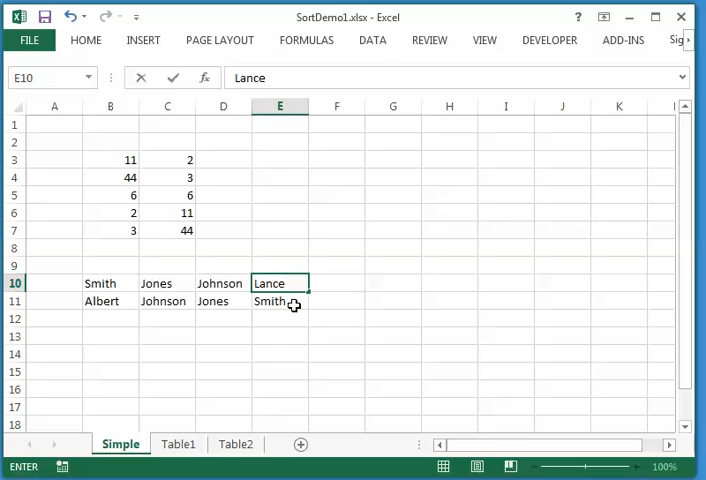 SortDemo1.xlsx - Excel
?
FILE HOME INSERT PAGE LAYOUT FORMULAS DATA REVIEW VIEW DEVELOPER ADD-INS Sig
E10 fx Lance
A B C D E F G H I J K
1
2
3 11 2
4 44 3
5 6 6
6 2 11
7 3 44
8
9
10 Smith Jones Johnson Lance
11 Albert Johnson Jones Smith
12
13
14
15
16
17
18
Simple Table1 Table2
ENTER 100%